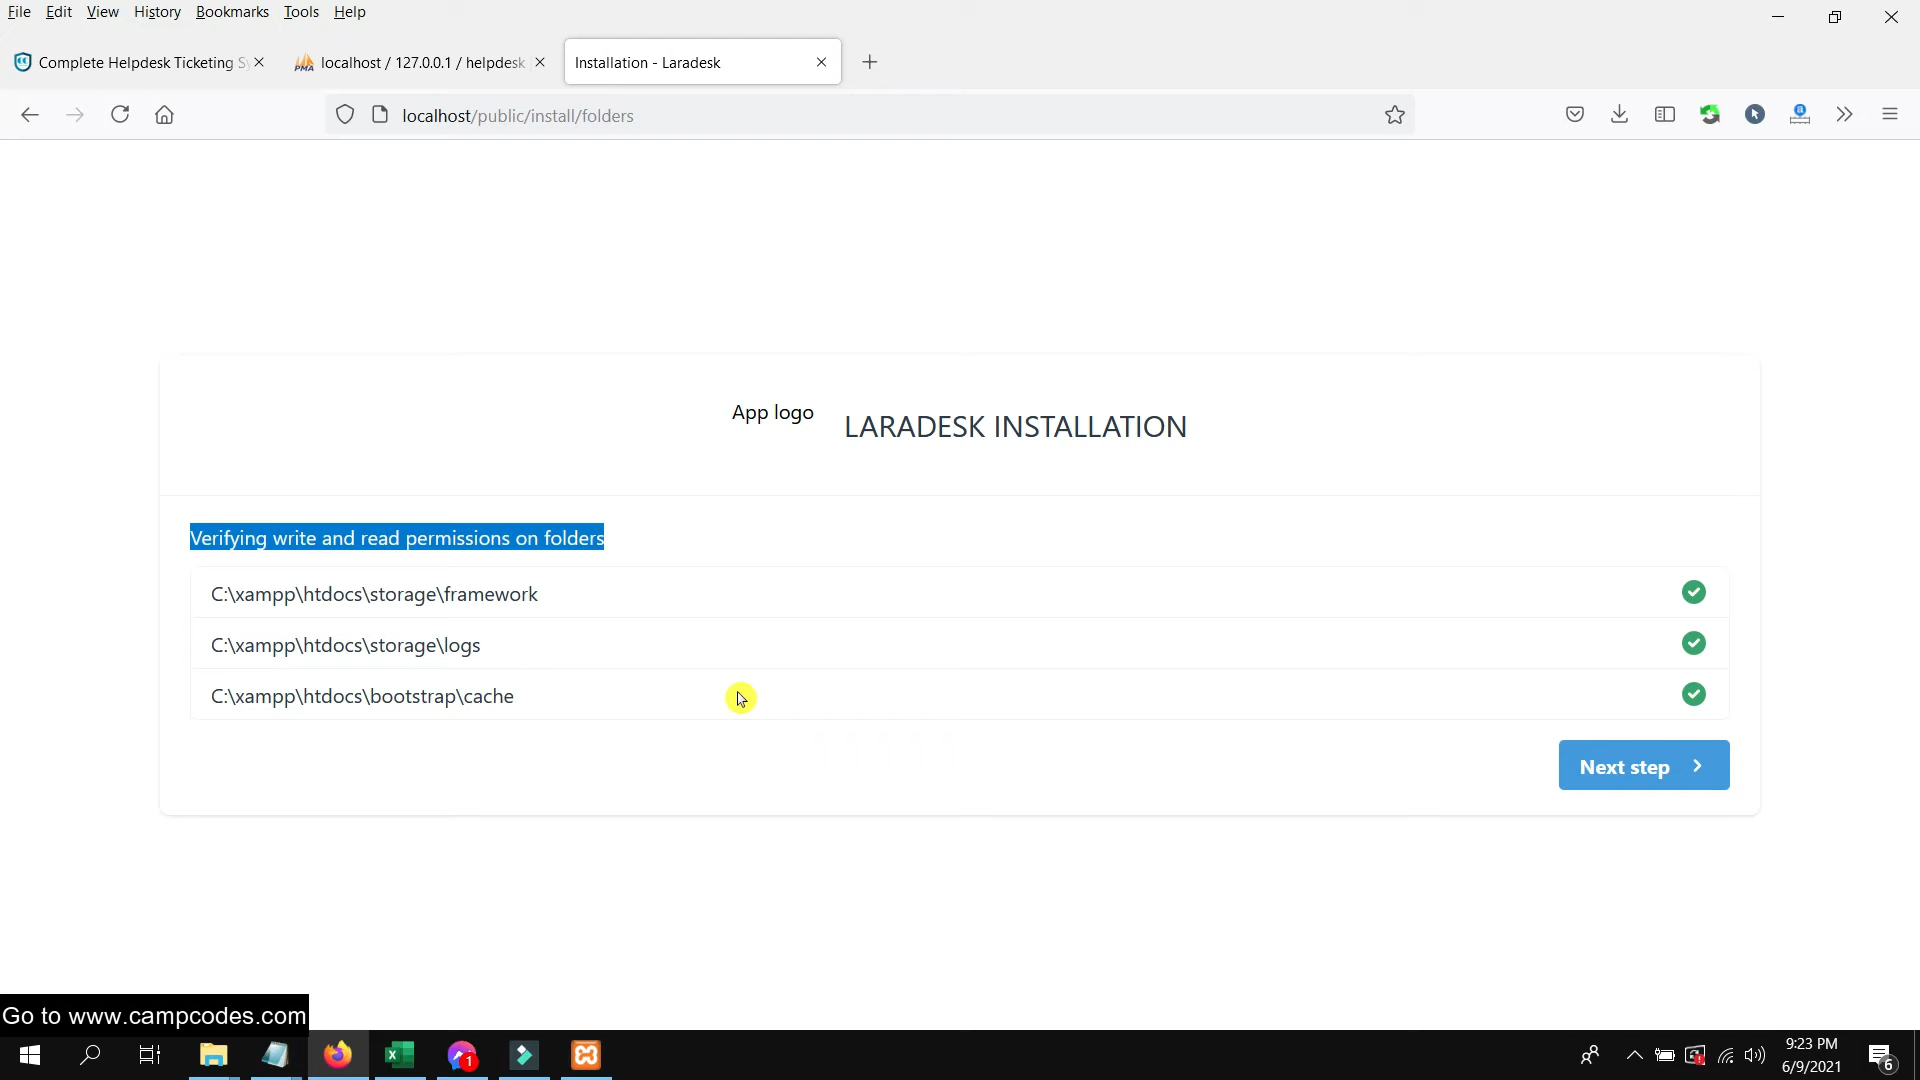 File Edit View History Bookmarks Tools Help
Complete Helpdesk Ticketing Sy
localhost / 127.0.0.1 / helpdesk
Installation - Laradesk
localhost/public/install/folders
App logo
LARADESK INSTALLATION
Verifying write and read permissions on folders
C:\xampp\htdocs\storage\framework
C:\xampp\htdocs\storage\logs
C:\xampp\htdocs\bootstrap\cache
Next step
Go to www.campcodes.com
1
9:23 PM
6/9/2021
6